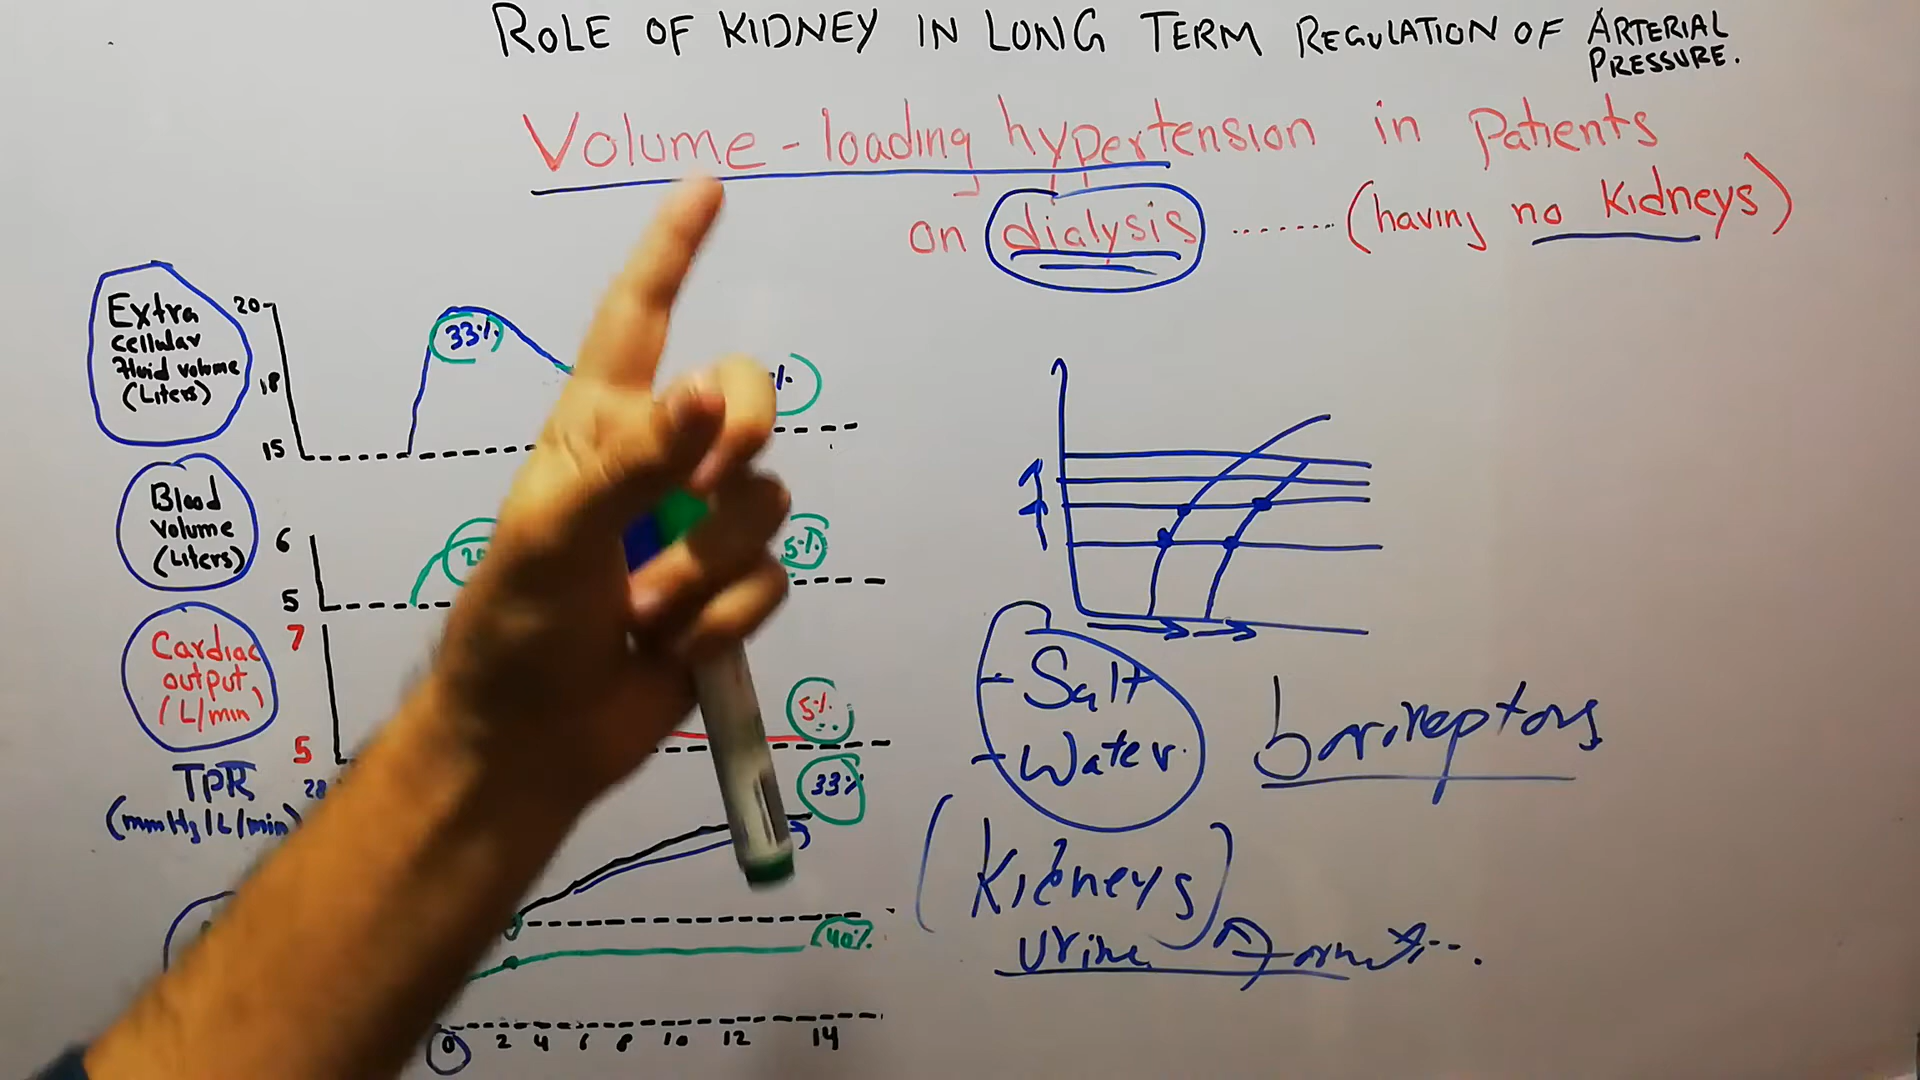 ROLE OF KIDNEY IN LONG TERM REGULATION OF ARTERIAL
PRESSURE.
Volume-loading hypertension in patients
on dialysis ....... (having no kidneys)
Extra
cellular
fluid volume
(Liters)
20
18
15
33%
%
Blood
volume
(Liters)
6
5
5%
Cardiac
output
(L/min)
7
5
5%
TPR
(mmHg/L/min)
28
33%
40%
0 2 4 6 8 10 12 14
Salt
Water.
baroreptors
(Kidneys)
urine